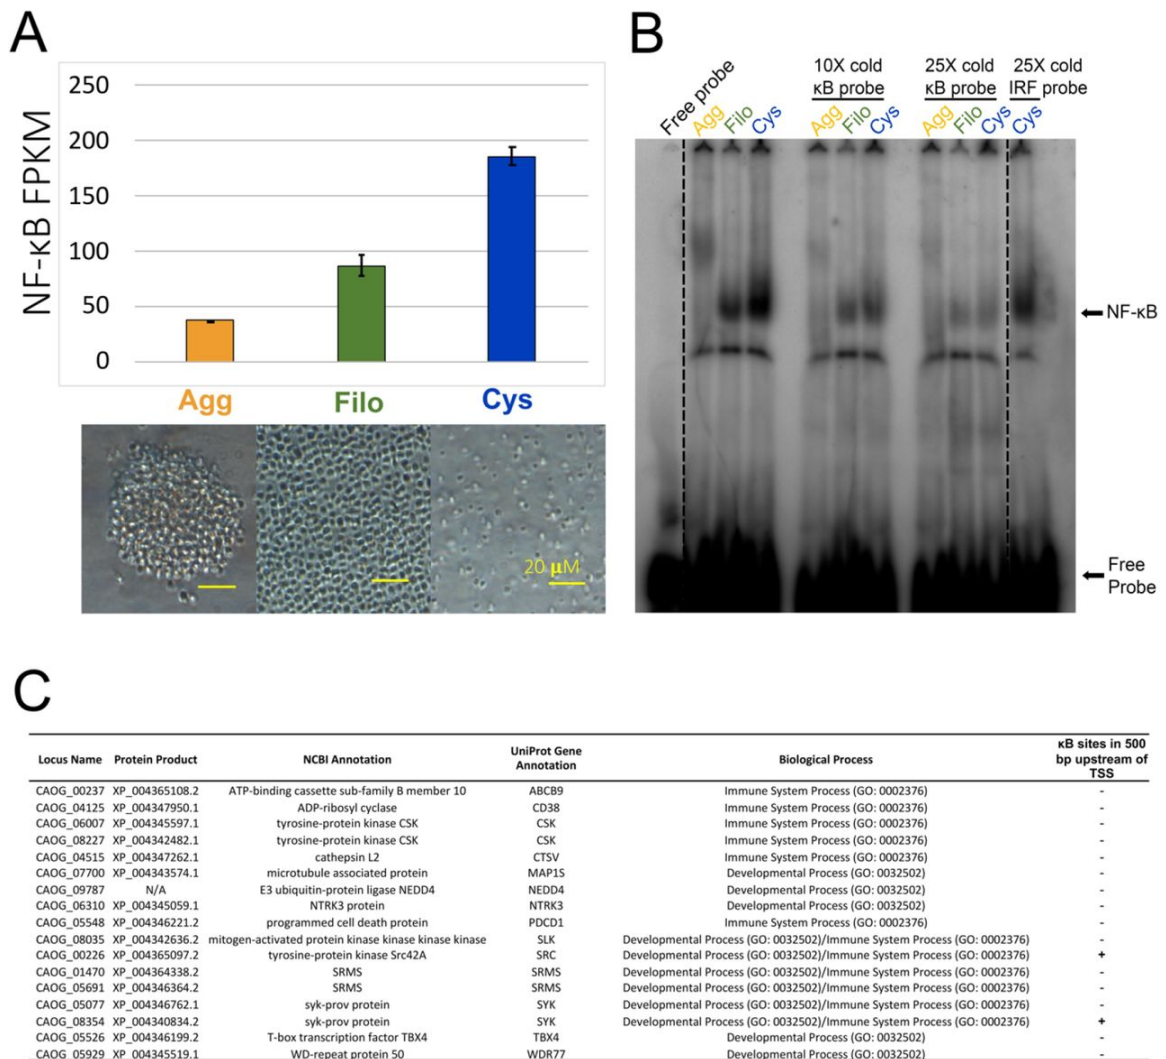 A
NF-κB FPKM
250
200
150
100
50
0
Agg Filo Cys
20 μM
B
Free probe
10X cold
κB probe
25X cold
κB probe
25X cold
IRF probe
Agg Filo Cys Agg Filo Cys Agg Filo Cys Cys
NF-κB
Free
Probe
C
Locus Name Protein Product NCBI Annotation UniProt Gene Annotation Biological Process κB sites in 500 bp upstream of TSS
CAOG_00237 XP_004365108.2 ATP-binding cassette sub-family B member 10 ABCB9 Immune System Process (GO: 0002376) -
CAOG_04125 XP_004347950.1 ADP-ribosyl cyclase CD38 Immune System Process (GO: 0002376) -
CAOG_06007 XP_004345597.1 tyrosine-protein kinase CSK CSK Immune System Process (GO: 0002376) -
CAOG_08227 XP_004342482.1 tyrosine-protein kinase CSK CSK Immune System Process (GO: 0002376) -
CAOG_04515 XP_004347262.1 cathepsin L2 CTSV Immune System Process (GO: 0002376) -
CAOG_07700 XP_004343574.1 microtubule associated protein MAP1S Developmental Process (GO: 0032502) -
CAOG_09787 N/A E3 ubiquitin-protein ligase NEDD4 NEDD4 Developmental Process (GO: 0032502) -
CAOG_06310 XP_004345059.1 NTRK3 protein NTRK3 Developmental Process (GO: 0032502) -
CAOG_05548 XP_004346221.2 programmed cell death protein PDCD1 Immune System Process (GO: 0002376) -
CAOG_08035 XP_004342636.2 mitogen-activated protein kinase kinase kinase kinase SLK Developmental Process (GO: 0032502)/Immune System Process (GO: 0002376) -
CAOG_00226 XP_004365097.2 tyrosine-protein kinase Src42A SRC Developmental Process (GO: 0032502)/Immune System Process (GO: 0002376) +
CAOG_01470 XP_004364338.2 SRMS SRMS Developmental Process (GO: 0032502)/Immune System Process (GO: 0002376) -
CAOG_05691 XP_004346364.2 SRMS SRMS Developmental Process (GO: 0032502)/Immune System Process (GO: 0002376) -
CAOG_05077 XP_004346762.1 syk-prov protein SYK Developmental Process (GO: 0032502)/Immune System Process (GO: 0002376) -
CAOG_08354 XP_004340834.2 syk-prov protein SYK Developmental Process (GO: 0032502)/Immune System Process (GO: 0002376) +
CAOG_05526 XP_004346199.2 T-box transcription factor TBX4 TBX4 Developmental Process (GO: 0032502) -
CAOG_05929 XP_004345519.1 WD-repeat protein 50 WDR77 Developmental Process (GO: 0032502) -